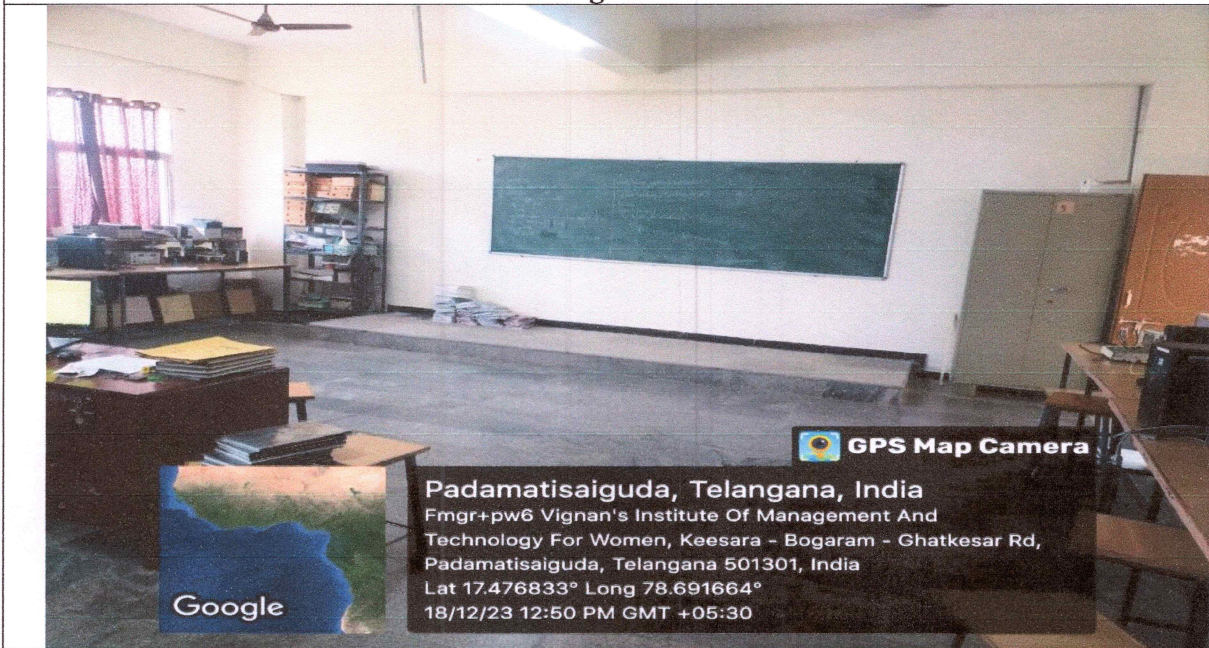 GPS Map Camera
Padamatisaiguda, Telangana, India
Fmgr+pw6 Vignan's Institute Of Management And
Technology For Women, Keesara - Bogaram - Ghatkesar Rd,
Padamatisaiguda, Telangana 501301, India
Lat 17.476833° Long 78.691664°
18/12/23 12:50 PM GMT +05:30
Google